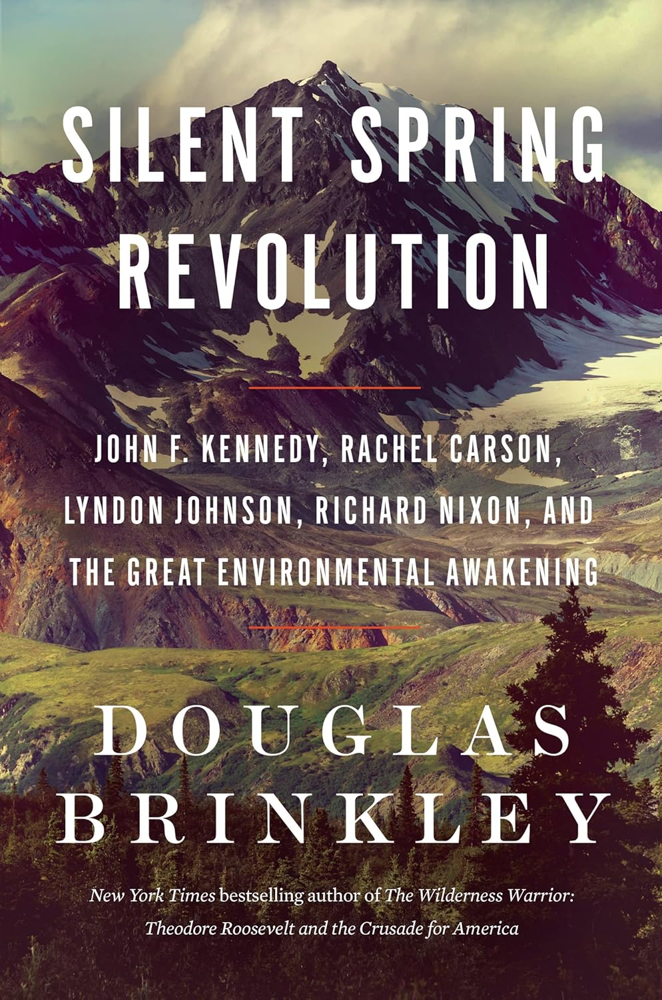 SILENT SPRING
REVOLUTION
JOHN F. KENNEDY, RACHEL CARSON,
LYNDON JOHNSON, RICHARD NIXON, AND
THE GREAT ENVIRONMENTAL AWAKENING
DOUGLAS
BRINKLEY
New York Times bestselling author of The Wilderness Warrior:
Theodore Roosevelt and the Crusade for America